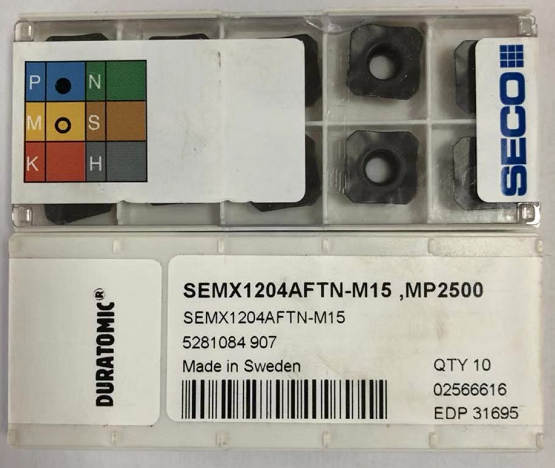 P N
M S
K H
SECO
DURATOMIC®
SEMX1204AFTN-M15 ,MP2500
SEMX1204AFTN-M15
5281084 907
Made in Sweden
QTY 10
02566616
EDP 31695